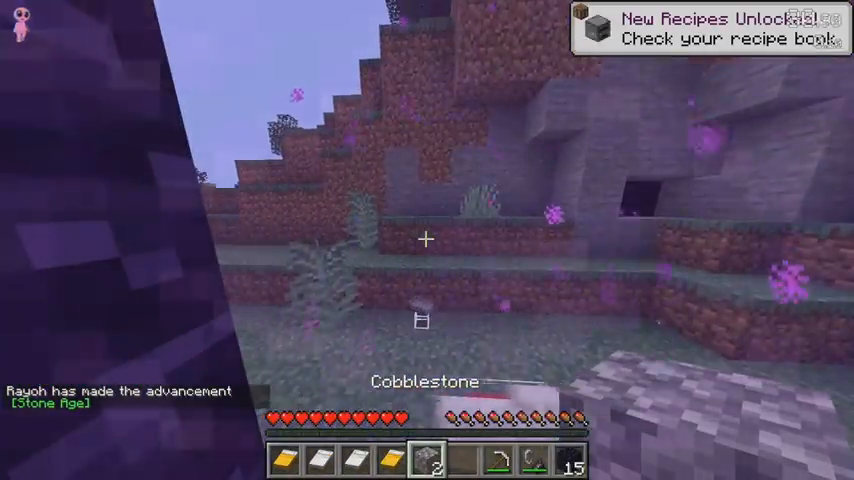 New Recipes Unlocked!
Check your recipe book
Cobblestone
Rayoh has made the advancement
[Stone Age]
2
15